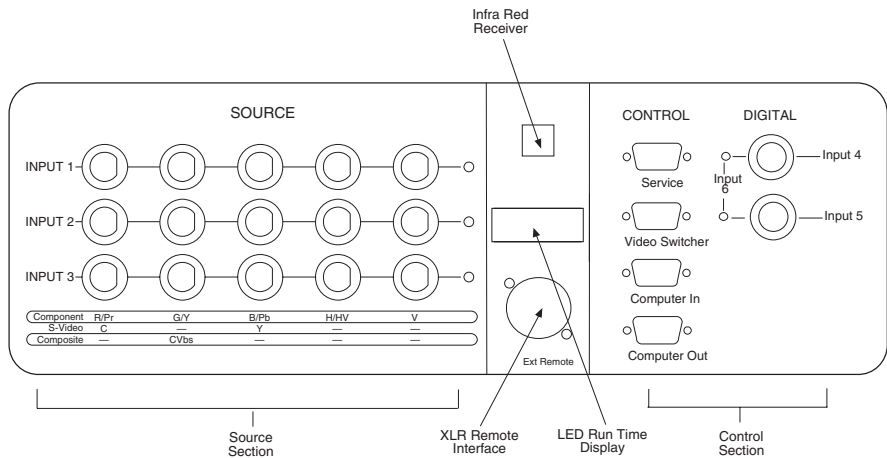 Infra Red
Receiver
SOURCE
CONTROL
DIGITAL
INPUT 1
Service
Input 4
Input
6
INPUT 2
Video Switcher
Input 5
INPUT 3
Computer In
Component R/Pr G/Y B/Pb H/HV V
S-Video C — Y — —
Composite — CVbs — — —
Computer Out
Ext Remote
Source
Section
XLR Remote
Interface
LED Run Time
Display
Control
Section